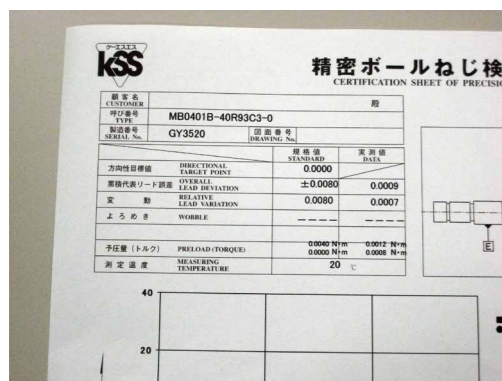 ケーエスエス
KSS
精密ボールねじ検
CERTIFICATION SHEET OF PRECISIO
顧客名
CUSTOMER
殿
呼び番号
TYPE
MB0401B-40R93C3-0
製造番号
SERIAL No.
GY3520
図面番号
DRAWING No.
規格値
STANDARD
実測値
DATA
方向性目標値
DIRECTIONAL
TARGET POINT
0.0000
累積代表リード誤差
OVERALL
LEAD DEVIATION
±0.0080
0.0009
変動
RELATIVE
LEAD VARIATION
0.0080
0.0007
よろめき
WOBBLE
----
----
予圧量(トルク)
PRELOAD (TORQUE)
0.0040 N・m
0.0012 N・m
0.0000 N・m
0.0008 N・m
測定温度
MEASURING
TEMPERATURE
20
℃
E
40
20